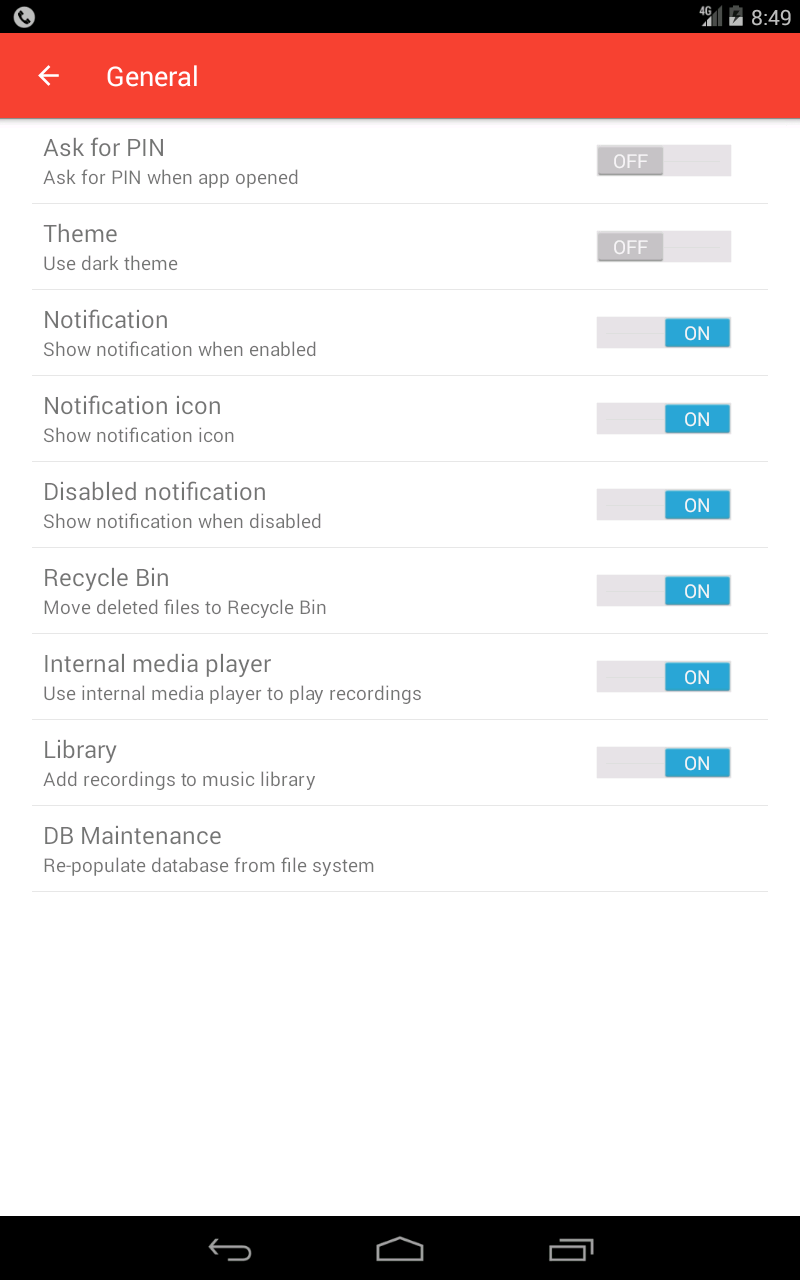 4G 8:49
General
Ask for PIN
Ask for PIN when app opened
OFF
Theme
Use dark theme
OFF
Notification
Show notification when enabled
ON
Notification icon
Show notification icon
ON
Disabled notification
Show notification when disabled
ON
Recycle Bin
Move deleted files to Recycle Bin
ON
Internal media player
Use internal media player to play recordings
ON
Library
Add recordings to music library
ON
DB Maintenance
Re-populate database from file system